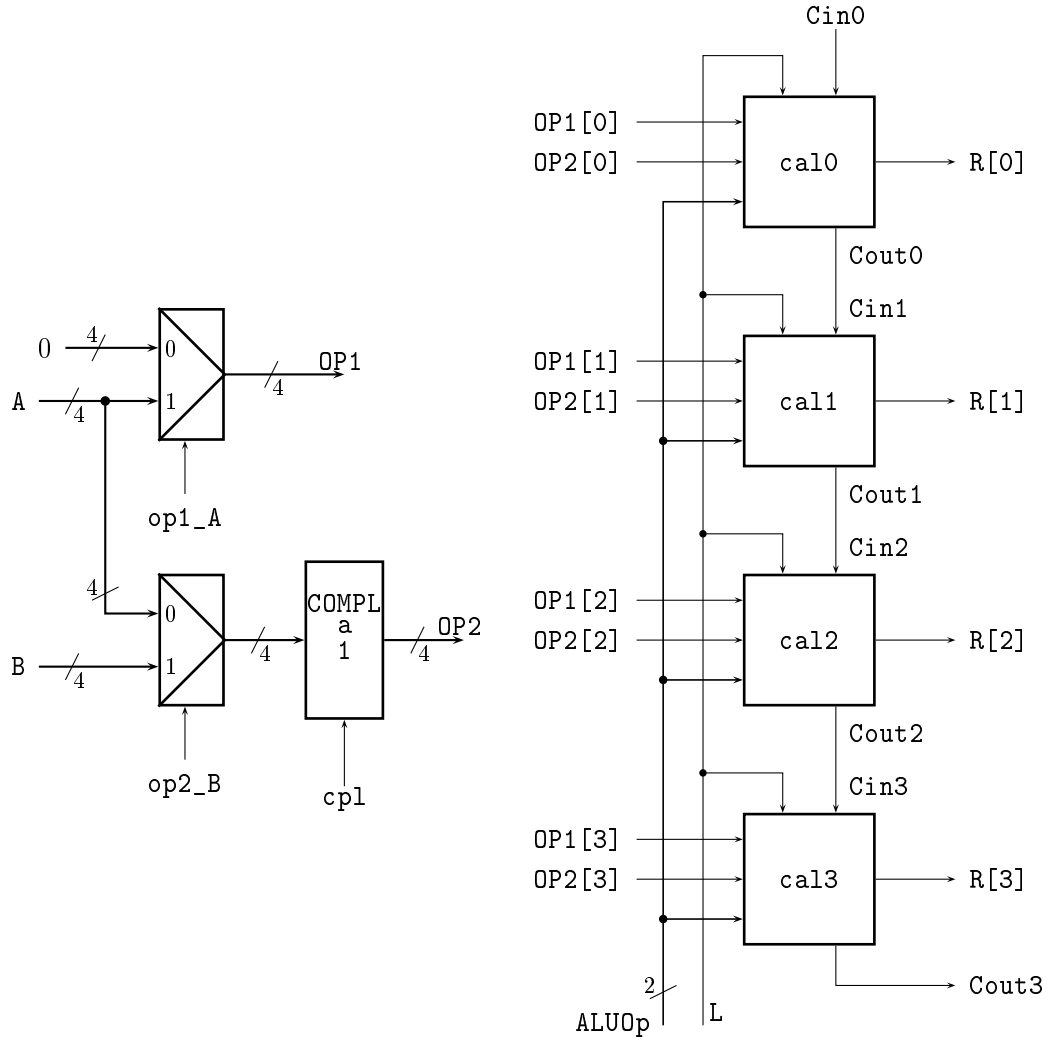 Cin0
OP1[0]
OP2[0]
cal0
R[0]
Cout0
Cin1
0
4
0
4
OP1
A
4
1
op1_A
OP1[1]
OP2[1]
cal1
R[1]
Cout1
Cin2
4
0
B
4
1
op2_B
4
COMPL
a
1
cpl
4
OP2
OP1[2]
OP2[2]
cal2
R[2]
Cout2
Cin3
OP1[3]
OP2[3]
cal3
R[3]
Cout3
2
ALUOp
L